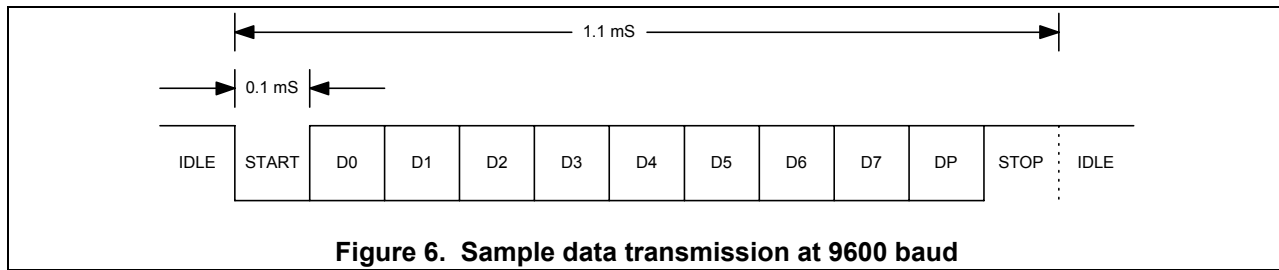 1.1 mS
0.1 mS
IDLE START D0 D1 D2 D3 D4 D5 D6 D7 DP STOP IDLE
Figure 6. Sample data transmission at 9600 baud